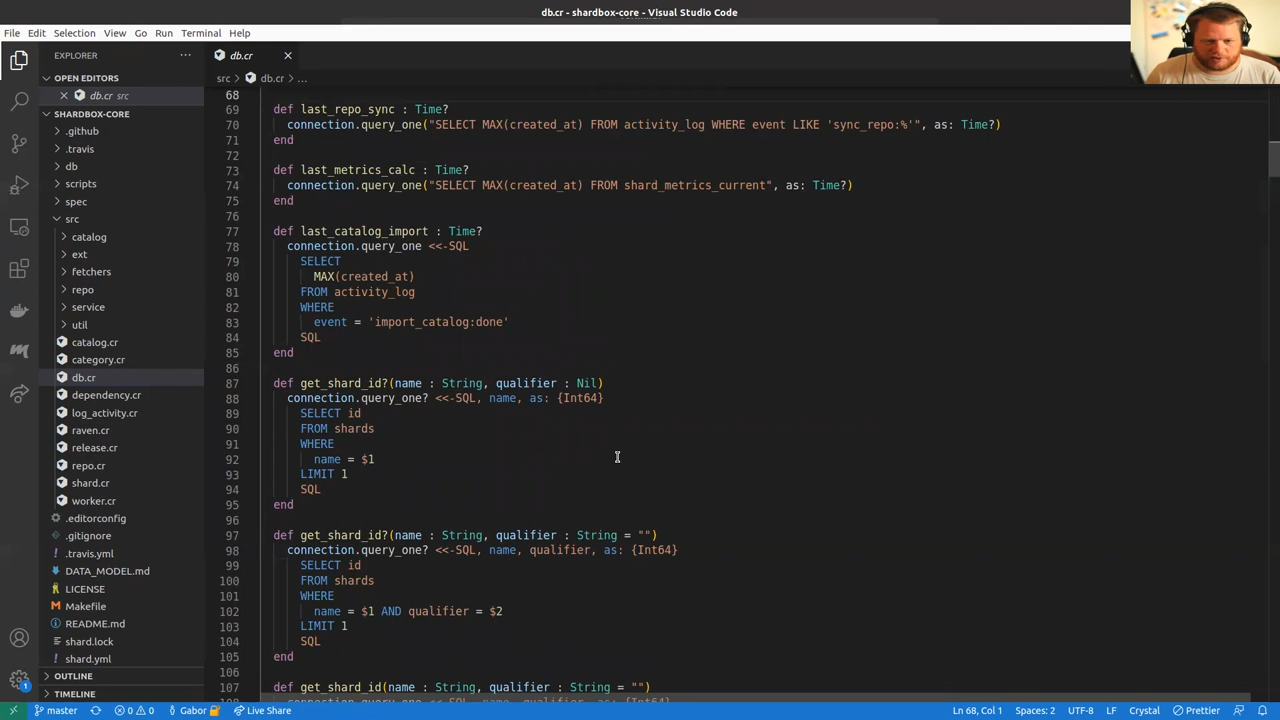 db.cr - shardbox-core - Visual Studio Code
File Edit Selection View Go Run Terminal Help
EXPLORER
OPEN EDITORS
db.cr src
SHARDBOX-CORE
.github
.travis
db
scripts
spec
src
catalog
ext
fetchers
repo
service
util
catalog.cr
category.cr
db.cr
dependency.cr
log_activity.cr
raven.cr
release.cr
repo.cr
shard.cr
worker.cr
.editorconfig
.gitignore
.travis.yml
DATA_MODEL.md
LICENSE
Makefile
README.md
shard.lock
shard.yml
OUTLINE
TIMELINE
db.cr
src > db.cr > ...
68
69 def last_repo_sync : Time?
70 connection.query_one("SELECT MAX(created_at) FROM activity_log WHERE event LIKE 'sync_repo:%'", as: Time?)
71 end
72
73 def last_metrics_calc : Time?
74 connection.query_one("SELECT MAX(created_at) FROM shard_metrics_current", as: Time?)
75 end
76
77 def last_catalog_import : Time?
78 connection.query_one <<-SQL
79 SELECT
80 MAX(created_at)
81 FROM activity_log
82 WHERE
83 event = 'import_catalog:done'
84 SQL
85 end
86
87 def get_shard_id?(name : String, qualifier : Nil)
88 connection.query_one? <<-SQL, name, as: {Int64}
89 SELECT id
90 FROM shards
91 WHERE
92 name = $1
93 LIMIT 1
94 SQL
95 end
96
97 def get_shard_id?(name : String, qualifier : String = "")
98 connection.query_one? <<-SQL, name, qualifier, as: {Int64}
99 SELECT id
100 FROM shards
101 WHERE
102 name = $1 AND qualifier = $2
103 LIMIT 1
104 SQL
105 end
106
107 def get_shard_id(name : String, qualifier : String = "")
1
master 0 0 Gabor Live Share Ln 68, Col 1 Spaces: 2 UTF-8 LF Crystal Prettier